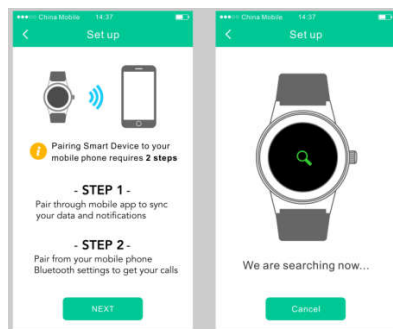 China Mobile 14:37
Set up
Pairing Smart Device to your
mobile phone requires 2 steps
- STEP 1 -
Pair through mobile app to sync
your data and notifications
- STEP 2 -
Pair from your mobile phone
Bluetooth settings to get your calls
NEXT
China Mobile 14:37
Set up
We are searching now...
Cancel